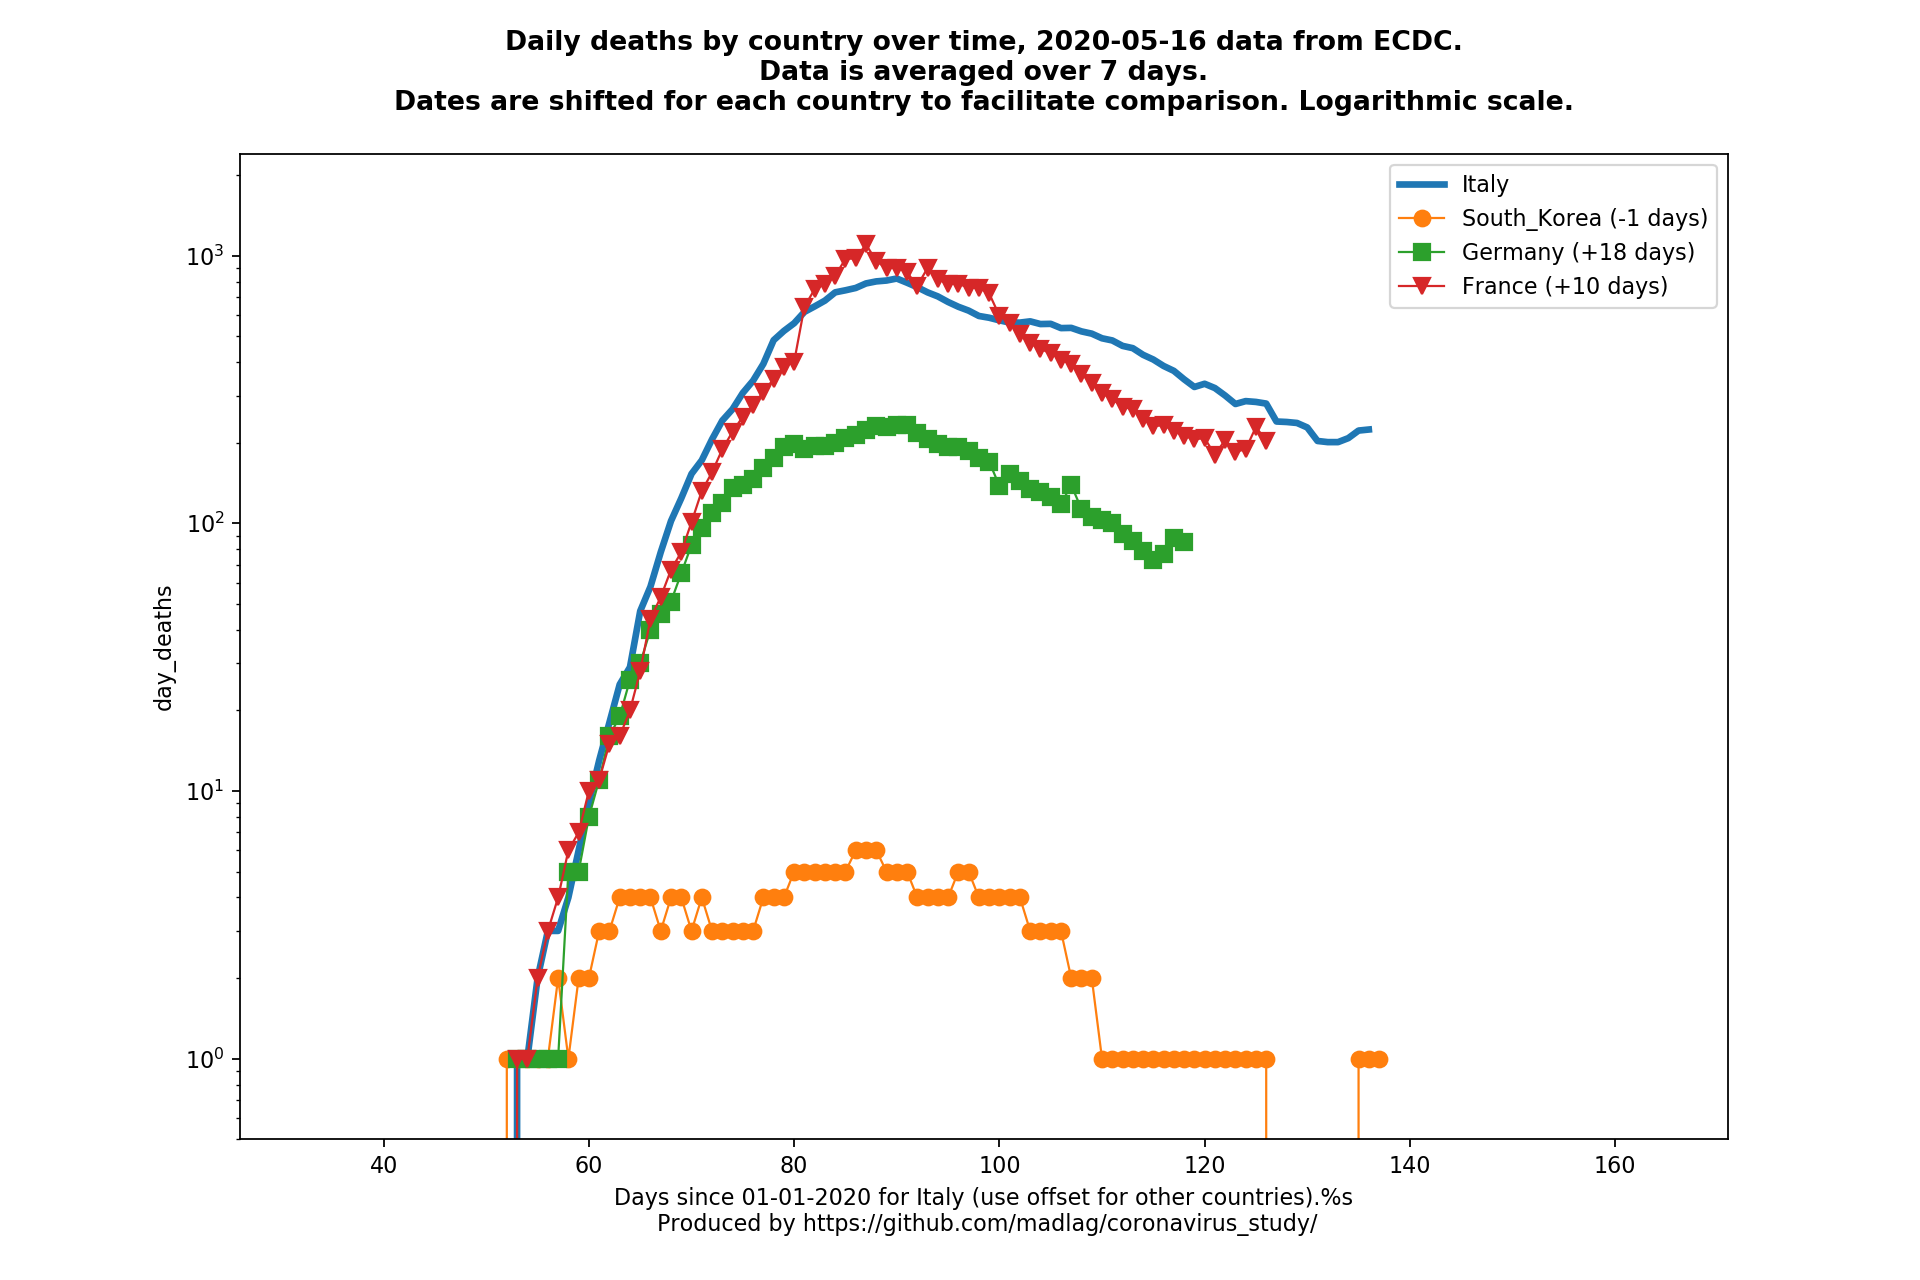 Daily deaths by country over time, 2020-05-16 data from ECDC.
Data is averaged over 7 days.
Dates are shifted for each country to facilitate comparison. Logarithmic scale.
Italy
South_Korea (-1 days)
Germany (+18 days)
France (+10 days)
day_deaths
10³
10²
10¹
10⁰
40 60 80 100 120 140 160
Days since 01-01-2020 for Italy (use offset for other countries).%s
Produced by https://github.com/madlag/coronavirus_study/